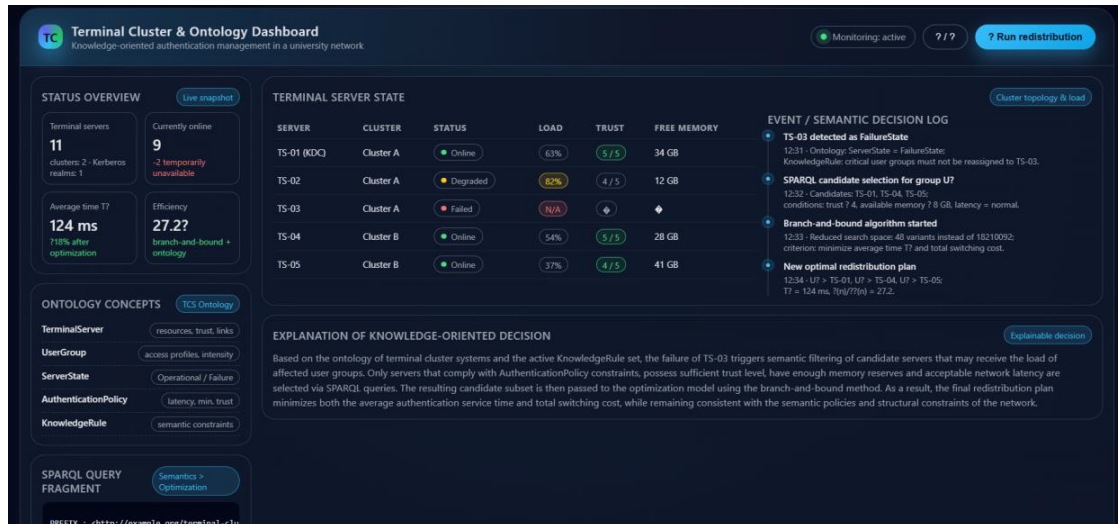 TC
Terminal Cluster & Ontology Dashboard
Knowledge-oriented authentication management in a university network
Monitoring: active
? / ?
? Run redistribution
STATUS OVERVIEW
Live snapshot
Terminal servers
11
clusters: 2 · Kerberos
realms: 1
Currently online
9
-2 temporarily
unavailable
Average time T?
124 ms
?18% after
optimization
Efficiency
27.2?
branch-and-bound +
ontology
ONTOLOGY CONCEPTS
TCS Ontology
TerminalServer
resources, trust, links
UserGroup
access profiles, intensity
ServerState
Operational / Failure
AuthenticationPolicy
latency, min. trust
KnowledgeRule
semantic constraints
SPARQL QUERY
FRAGMENT
Semantics >
Optimization
PREFIX : <http://example.org/terminal-clu
TERMINAL SERVER STATE
Cluster topology & load
SERVER CLUSTER STATUS LOAD TRUST FREE MEMORY
TS-01 (KDC) Cluster A Online 63% 5 / 5 34 GB
TS-02 Cluster A Degraded 82% 4 / 5 12 GB
TS-03 Cluster A Failed N/A � �
TS-04 Cluster B Online 54% 5 / 5 28 GB
TS-05 Cluster B Online 37% 4 / 5 41 GB
EVENT / SEMANTIC DECISION LOG
TS-03 detected as FailureState
12:31 · Ontology: ServerState = FailureState;
KnowledgeRule: critical user groups must not be reassigned to TS-03.
SPARQL candidate selection for group U?
12:32 · Candidates: TS-01, TS-04, TS-05;
conditions: trust ? 4, available memory ? 8 GB, latency = normal.
Branch-and-bound algorithm started
12:33 · Reduced search space: 48 variants instead of 18210092;
criterion: minimize average time T? and total switching cost.
New optimal redistribution plan
12:34 · U? > TS-01, U? > TS-04, U? > TS-05;
T? = 124 ms, ?(n)/??(n) = 27.2.
EXPLANATION OF KNOWLEDGE-ORIENTED DECISION
Explainable decision
Based on the ontology of terminal cluster systems and the active KnowledgeRule set, the failure of TS-03 triggers semantic filtering of candidate servers that may receive the load of
affected user groups. Only servers that comply with AuthenticationPolicy constraints, possess sufficient trust level, have enough memory reserves and acceptable network latency are
selected via SPARQL queries. The resulting candidate subset is then passed to the optimization model using the branch-and-bound method. As a result, the final redistribution plan
minimizes both the average authentication service time and total switching cost, while remaining consistent with the semantic policies and structural constraints of the network.